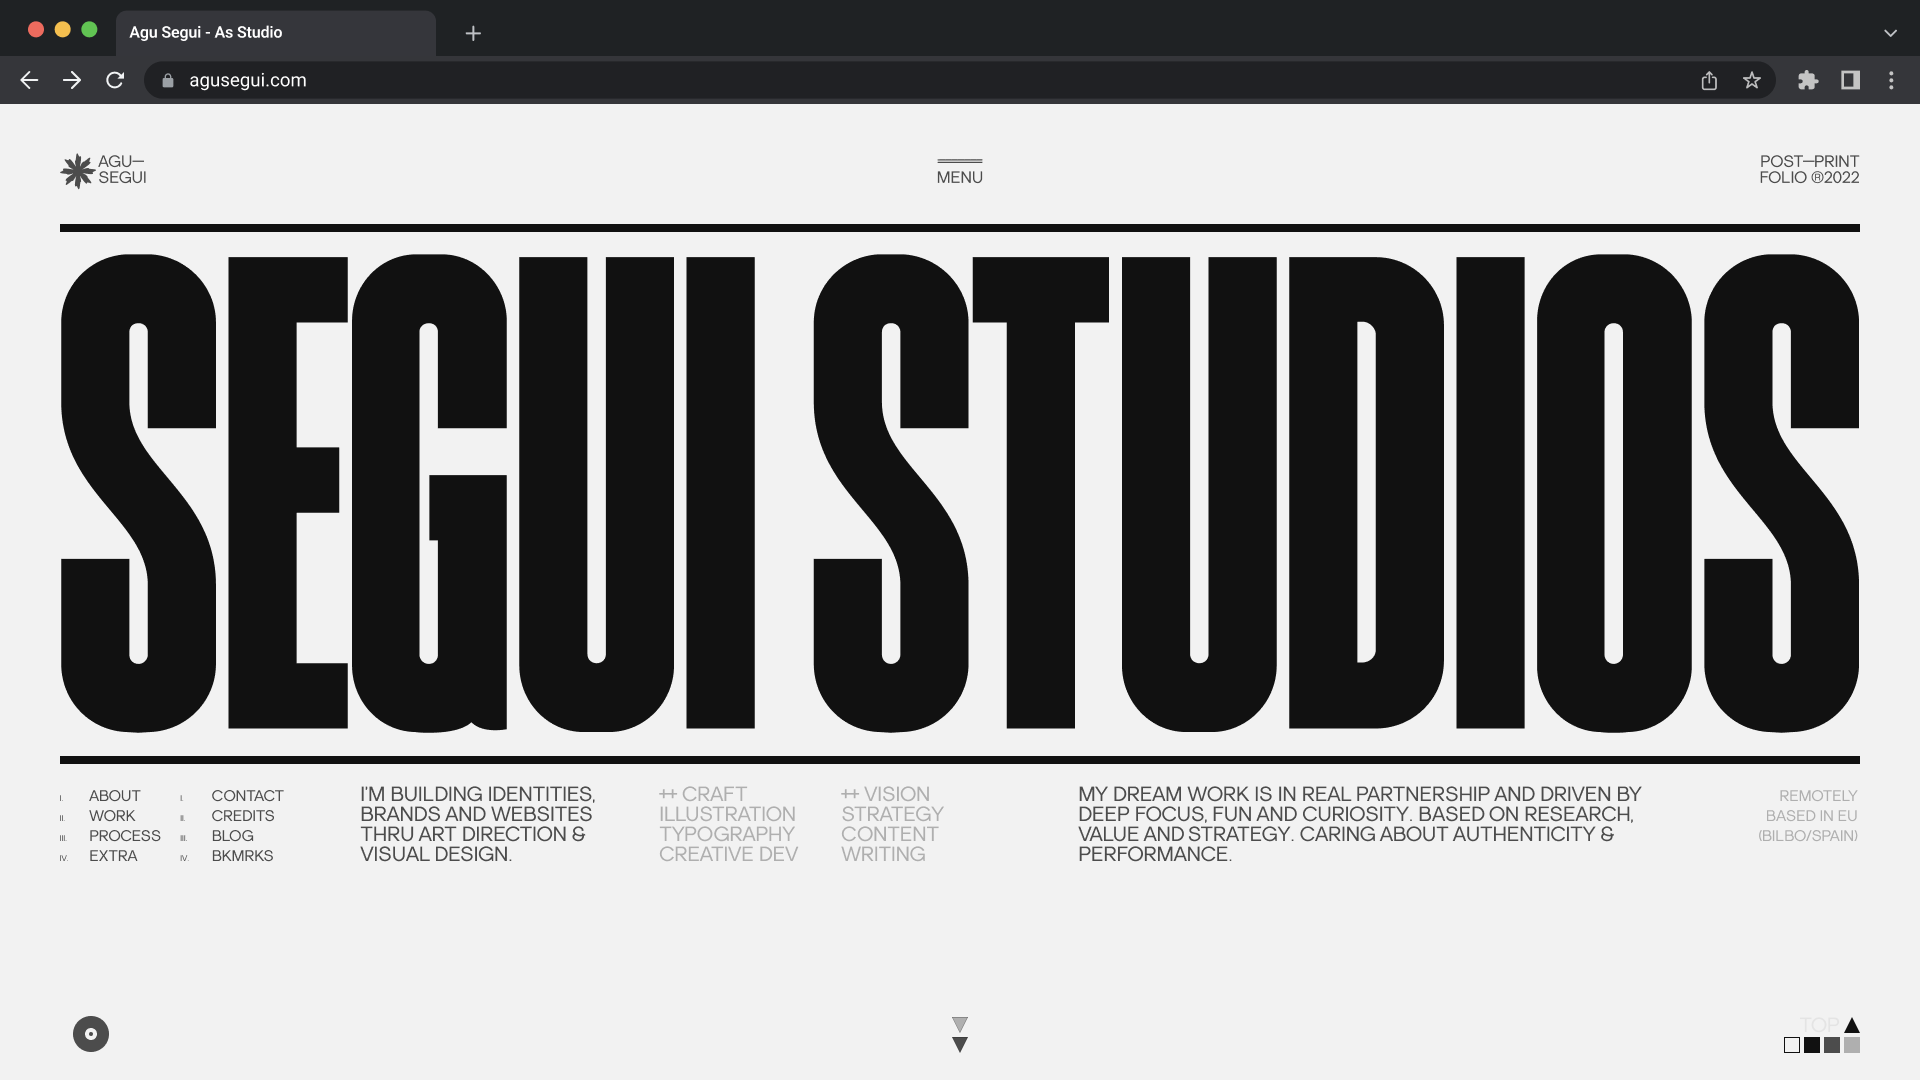 Agu Segui - As Studio
agusegui.com
AGU—
SEGUI
MENU
POST—PRINT
FOLIO ®2022
SEGUI STUDIOS
I. ABOUT
II. WORK
III. PROCESS
IV. EXTRA
I. CONTACT
II. CREDITS
III. BLOG
IV. BKMRKS
I'M BUILDING IDENTITIES,
BRANDS AND WEBSITES
THRU ART DIRECTION &
VISUAL DESIGN.
++ CRAFT
ILLUSTRATION
TYPOGRAPHY
CREATIVE DEV
++ VISION
STRATEGY
CONTENT
WRITING
MY DREAM WORK IS IN REAL PARTNERSHIP AND DRIVEN BY
DEEP FOCUS, FUN AND CURIOSITY. BASED ON RESEARCH,
VALUE AND STRATEGY. CARING ABOUT AUTHENTICITY &
PERFORMANCE.
REMOTELY
BASED IN EU
(BILBO/SPAIN)
TOP